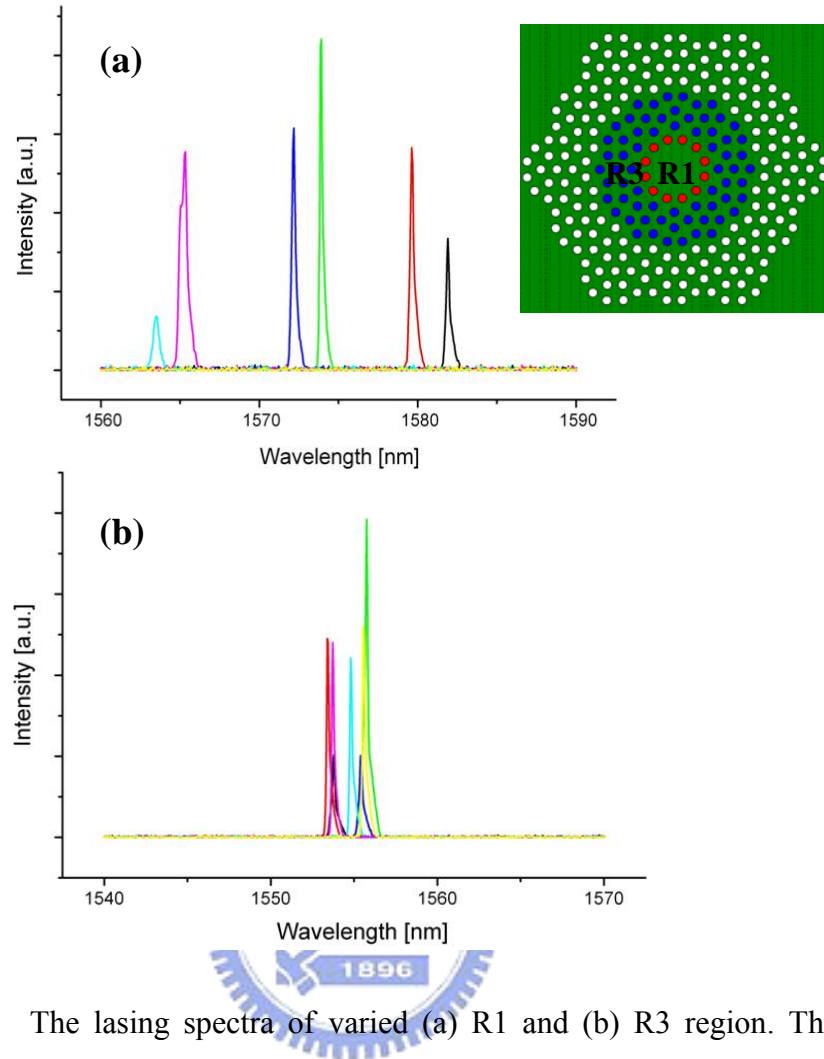 (a)
Intensity [a.u.]
R3 R1
1560 1570 1580 1590
Wavelength [nm]
(b)
Intensity [a.u.]
1540 1550 1560 1570
Wavelength [nm]
1896
The lasing spectra of varied (a) R1 and (b) R3 region. Th